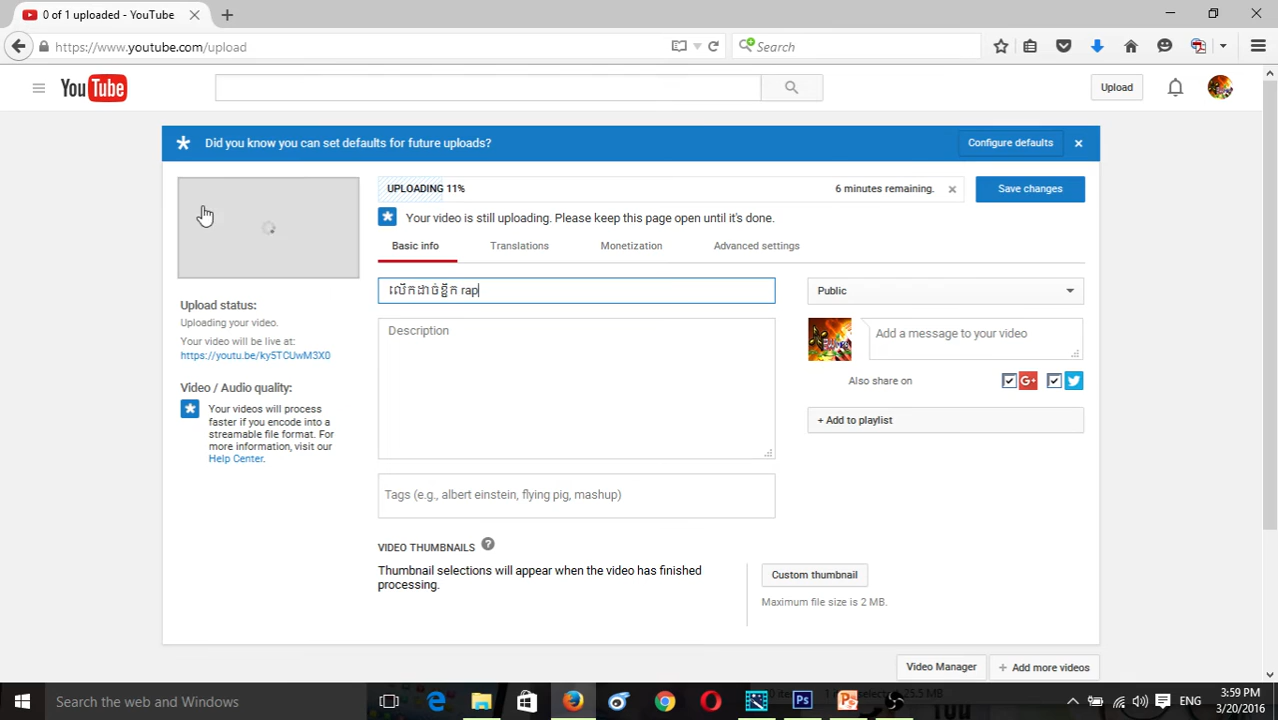 0 of 1 uploaded - YouTube
https://www.youtube.com/upload
Search
YouTube
Upload
Did you know you can set defaults for future uploads?
Configure defaults
UPLOADING 11%
6 minutes remaining.
Save changes
Your video is still uploading. Please keep this page open until it's done.
Basic info
Translations
Monetization
Advanced settings
Upload status:
Uploading your video.
Your video will be live at:
https://youtu.be/ky5TCUwM3X0
Video / Audio quality:
Your videos will process
faster if you encode into a
streamable file format. For
more information, visit our
Help Center.
លើកដាច់ខ្លឹក rap
Description
Tags (e.g., albert einstein, flying pig, mashup)
VIDEO THUMBNAILS
Thumbnail selections will appear when the video has finished
processing.
Custom thumbnail
Maximum file size is 2 MB.
Public
Add a message to your video
Also share on
+ Add to playlist
Video Manager
+ Add more videos
Search the web and Windows
ENG
3:59 PM
3/20/2016